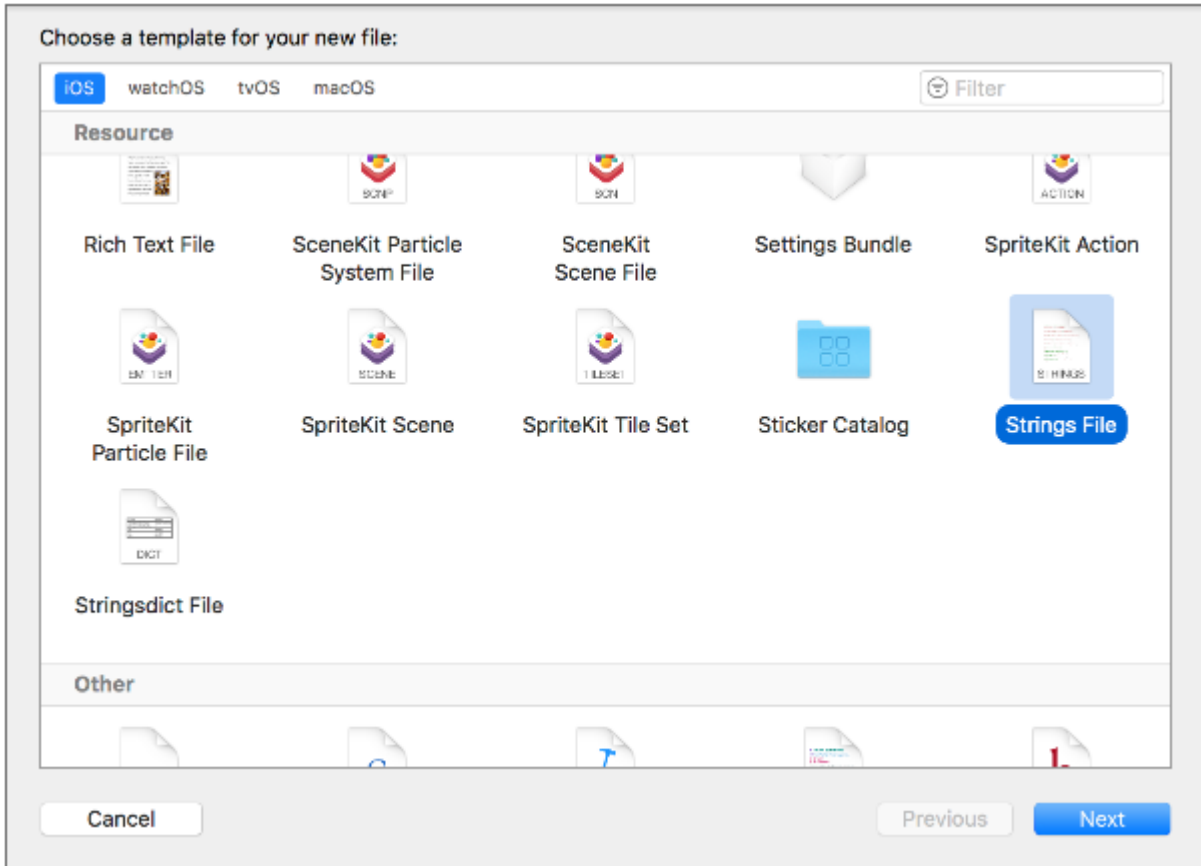 Choose a template for your new file:
iOS watchOS tvOS macOS Filter
Resource
SCNP SCN ACTION
Rich Text File SceneKit Particle System File SceneKit Scene File Settings Bundle SpriteKit Action
EMITTER SCENE TILESET STRINGS
SpriteKit Particle File SpriteKit Scene SpriteKit Tile Set Sticker Catalog Strings File
DICT
Stringsdict File
Other
Cancel Previous Next